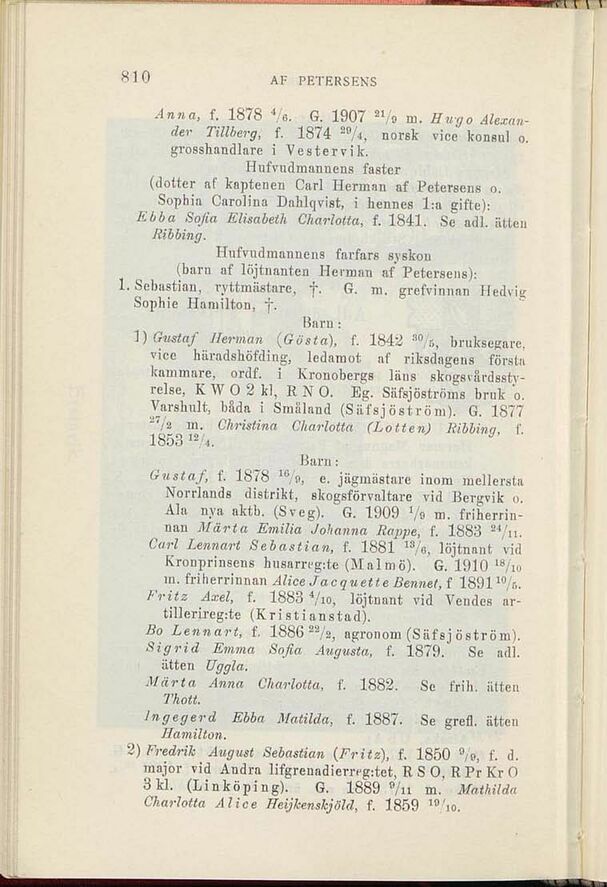 810
AF PETERSENS
Anna, f. 1878 4/6. G. 1907 21/9 m. Hugo Alexan-
der Tillberg, f. 1874 29/4, norsk vice konsul o.
grosshandlare i Vestervik.
Hufvudmannens faster
(dotter af kaptenen Carl Herman af Petersens o.
Sophia Carolina Dahlqvist, i hennes 1:a gifte):
Ebba Sofia Elisabeth Charlotta, f. 1841. Se adl. ätten
Ribbing.
Hufvudmannens farfars syskon
(barn af löjtnanten Herman af Petersens):
1. Sebastian, ryttmästare, †. G. m. grefvinnan Hedvig
Sophie Hamilton, †.
Barn:
1) Gustaf Herman (Gösta), f. 1842 30/5, bruksegare,
vice häradshöfding, ledamot af riksdagens första
kammare, ordf. i Kronobergs läns skogsvårdssty-
relse, K W O 2 kl, R N O. Eg. Säfsjöströms bruk o.
Varshult, båda i Småland (Säfsjöström). G. 1877
27/2 m. Christina Charlotta (Lotten) Ribbing, f.
1853 12/4.
Barn:
Gustaf, f. 1878 16/9, e. jägmästare inom mellersta
Norrlands distrikt, skogsförvaltare vid Bergvik o.
Ala nya aktb. (Sveg). G. 1909 1/9 m. friherrin-
nan Märta Emilia Johanna Rappe, f. 1883 24/11.
Carl Lennart Sebastian, f. 1881 13/6, löjtnant vid
Kronprinsens husarreg:te (Malmö). G. 1910 18/10
m. friherrinnan Alice Jacquette Bennet, f 1891 10/5.
Fritz Axel, f. 1883 4/10, löjtnant vid Vendes ar-
tillerireg:te (Kristianstad).
Bo Lennart, f. 1886 22/2, agronom (Säfsjöström).
Sigrid Emma Sofia Augusta, f. 1879. Se adl.
ätten Uggla.
Märta Anna Charlotta, f. 1882. Se frih. ätten
Thott.
Ingegerd Ebba Matilda, f. 1887. Se grefl. ätten
Hamilton.
2) Fredrik August Sebastian (Fritz), f. 1850 9/9, f. d.
major vid Andra lifgrenadierreg:tet, R S O, R Pr Kr O
3 kl. (Linköping). G. 1889 9/11 m. Mathilda
Charlotta Alice Heijkenskjöld, f. 1859 19/10.